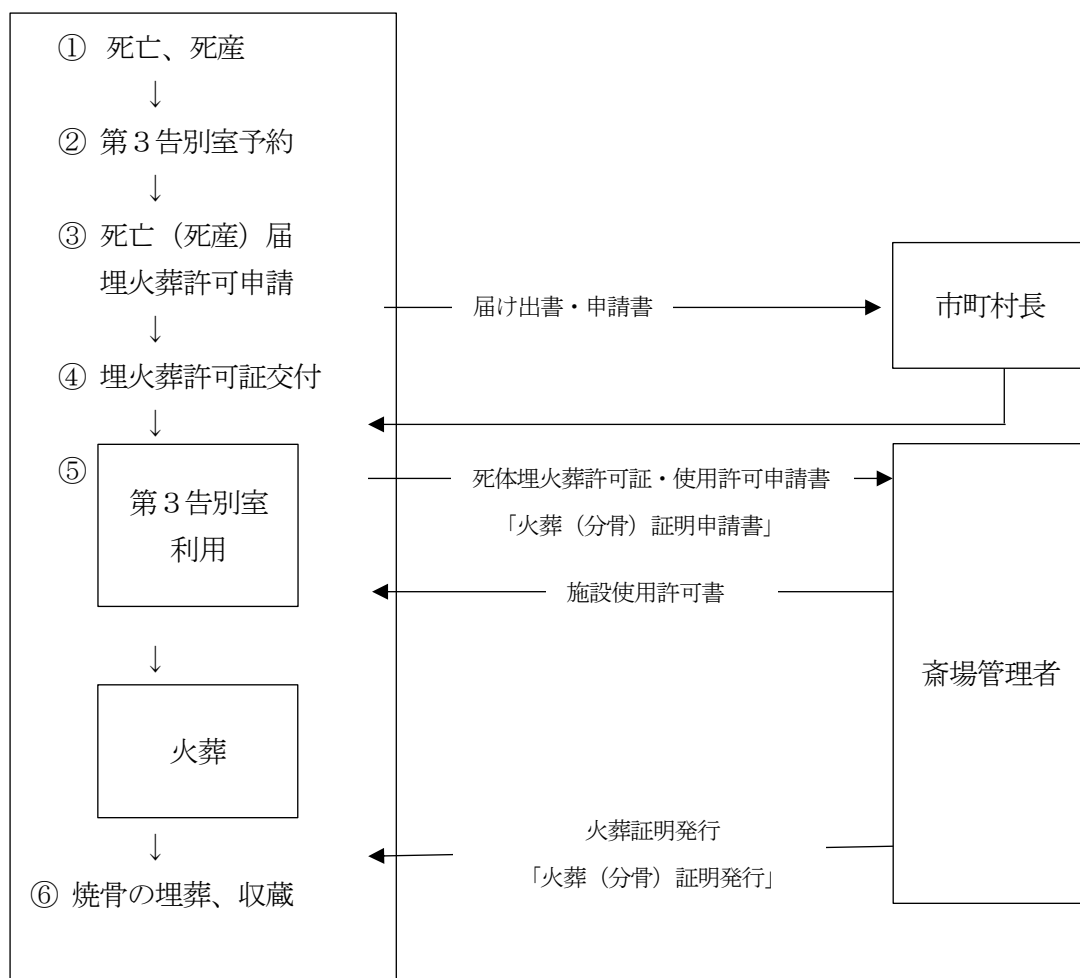 ① 死亡、死産
↓
② 第3告別室予約
↓
③ 死亡（死産）届
埋火葬許可申請
届け出書・申請書
市町村長
↓
④ 埋火葬許可証交付
↓
⑤
第3告別室
利用
死体埋火葬許可証・使用許可申請書
「火葬（分骨）証明申請書」
施設使用許可書
斎場管理者
↓
火葬
火葬証明発行
「火葬（分骨）証明発行」
↓
⑥ 焼骨の埋葬、収蔵